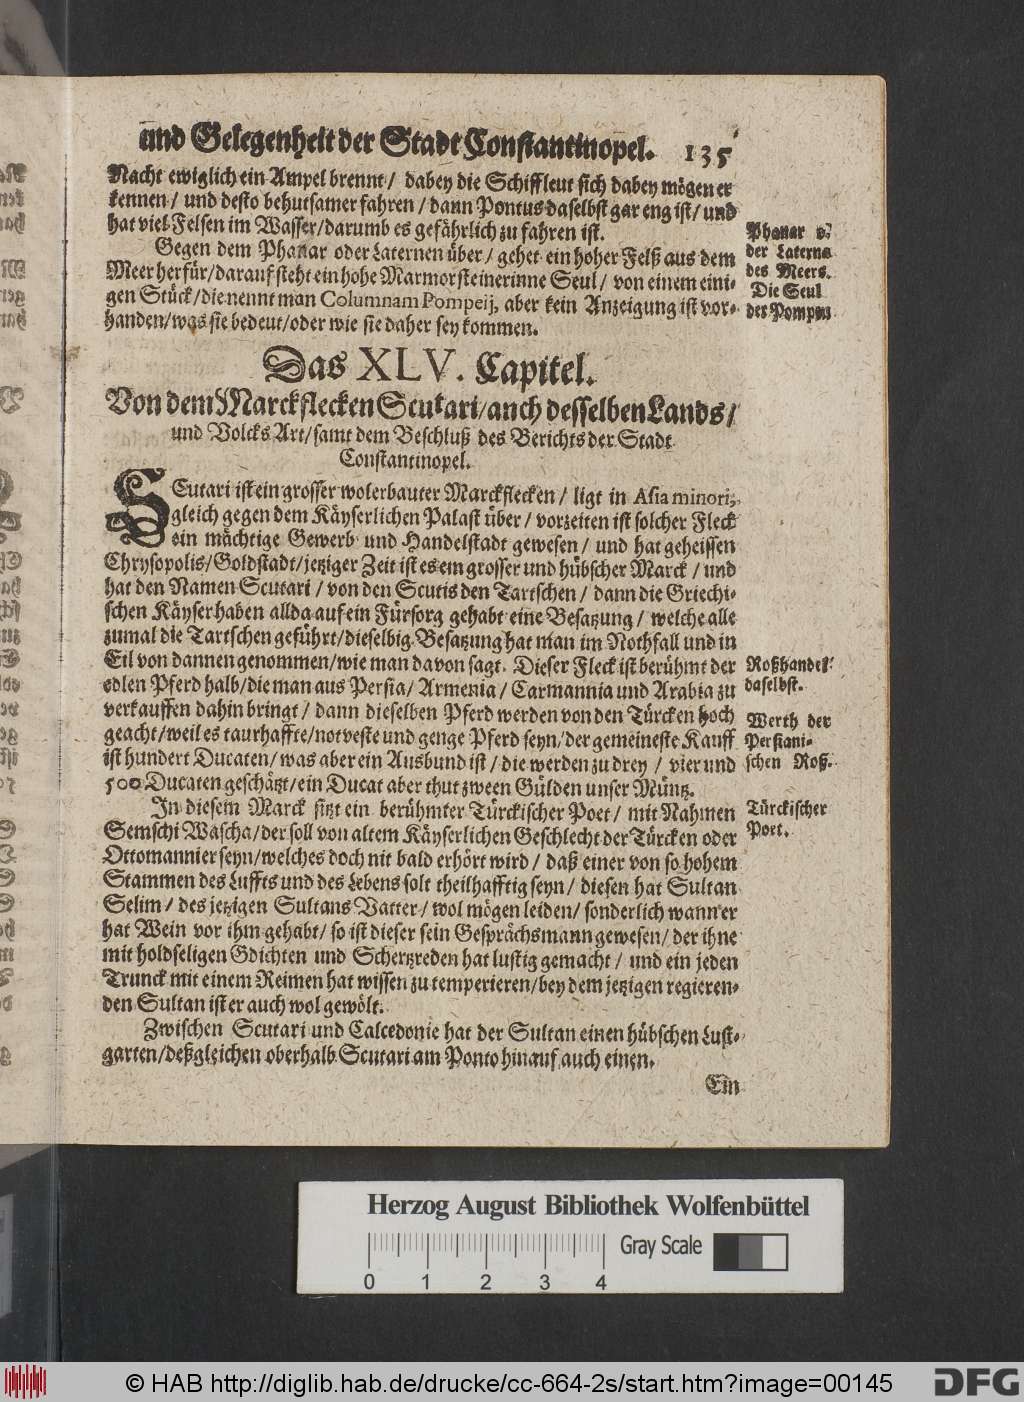 und Gelegenheit der Stadt Constantinopel. 135
Nacht ewiglich ein Ampel brennt / dabey die Schiffleut sich dabey mögen er
kennen / und desto behutsamer fahren / dann Pontus daselbst gar eng ist / und
hat viel Felsen im Wasser / darumb es gefährlich zu fahren ist.
Gegen dem Phanar oder Laternen über / gehet ein hoher Felß aus dem
Meer herfür / darauf steht ein hohe Marmorsteinerinne Seul / von einem eini-
gen Stück / die nennt man Columnam Pompeij, aber kein Anzeigung ist vor-
handen / was sie bedeut / oder wie sie daher sey kommen.
Phanar o.
der Laterna
des Meers.
Die Seul
der Pompeij
Das XLV. Capitel.
Von dem Marckflecken Scutari / auch desselben Lands /
und Volcks Art / samt dem Beschluß des Berichts der Stadt
Constantinopel.
SCutari ist ein grosser wolerbauter Marckflecken / ligt in Asia minori,
gleich gegen dem Käyserlichen Palast über / vorzeiten ist solcher Fleck
ein mächtige Gewerb und Handelstadt gewesen / und hat geheissen
Chrysopolis / Goldstadt / jetziger Zeit ist es ein grosser und hübscher Marck / und
hat den Namen Scutari / von den Scutis den Tartschen / dann die Griechi-
schen Käyser haben allda auf ein Fürsorg gehabt eine Besatzung / welche alle
zumal die Tartschen geführt / dieselbig Besatzung hat man im Nothfall und in
Eil von dannen genommen / wie man davon sagt. Dieser Fleck ist berühmt der
edlen Pferd halb / die man aus Persia / Armenia / Carmannia und Arabia zu
verkauffen dahin bringt / dann dieselben Pferd werden von den Türcken hoch
geacht / weil es taurhaffte / notveste und genge Pferd seyn / der gemeineste Kauff
ist hundert Ducaten / was aber ein Ausbund ist / die werden zu drey / vier und
500 Ducaten geschätzt / ein Ducat aber thut zween Gülden unser Müntz.
Roßhandel
daselbst.
Werth der
Persiani-
schen Roß.
In diesem Marck sitzt ein berühmter Türckischer Poet / mit Nahmen
Semschi Wascha / der soll von altem Käyserlichen Geschlecht der Türcken oder
Ottomannier seyn / welches doch nit bald erhört wird / daß einer von so hohem
Stammen des Luffts und des Lebens solt theilhafftig seyn / diesen hat Sultan
Selim / des jetzigen Sultans Vatter / wol mögen leiden / sonderlich wann er
hat Wein vor ihm gehabt / so ist dieser sein Gesprächsmann gewesen / der ihne
mit holdseligen Gdichten und Schertzreden hat lustig gemacht / und ein jeden
Trunck mit einem Reimen hat wissen zu temperieren / bey dem jetzigen regieren-
den Sultan ist er auch wol gewölt.
Türckischer
Poet.
Zwischen Scutari und Calcedonie hat der Sultan einen hübschen Lust-
garten / deßgleichen oberhalb Scutari am Ponto hinauf auch einen.
Ein
Herzog August Bibliothek Wolfenbüttel
Gray Scale
0 1 2 3 4
© HAB http://diglib.hab.de/drucke/cc-664-2s/start.htm?image=00145
DFG